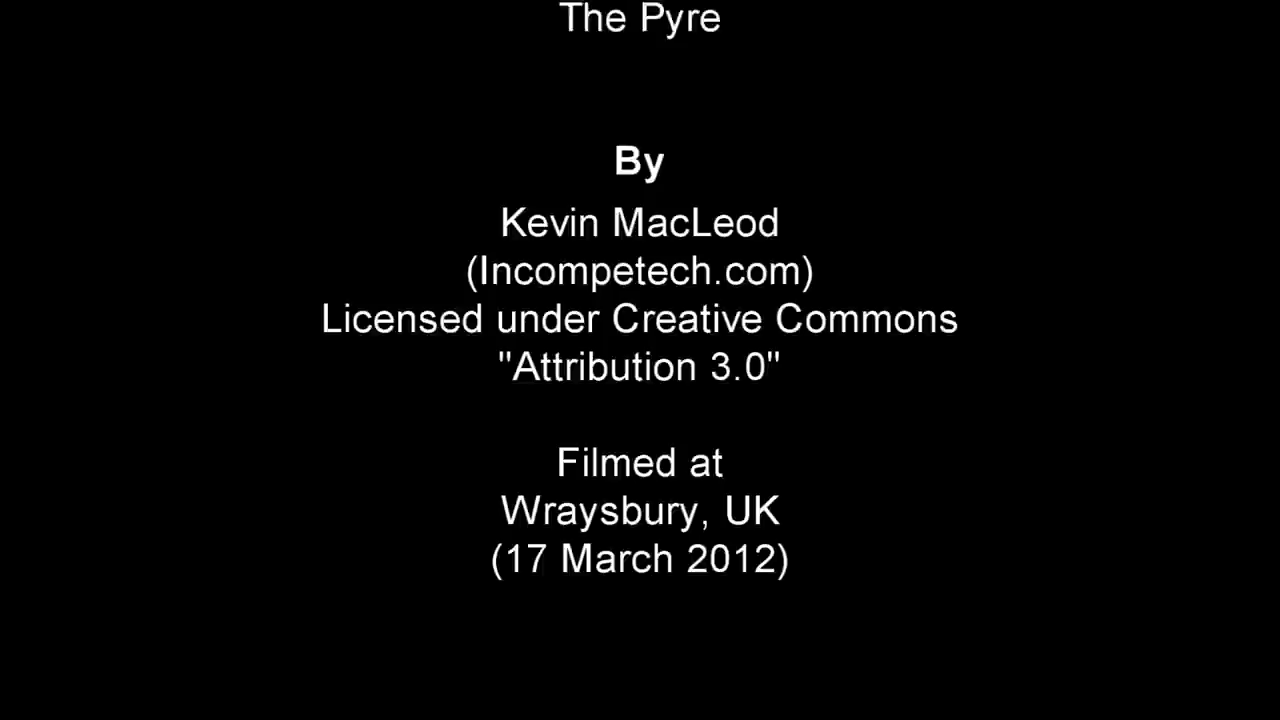 The Pyre
By
Kevin MacLeod
(Incompetech.com)
Licensed under Creative Commons
"Attribution 3.0"
Filmed at
Wraysbury, UK
(17 March 2012)